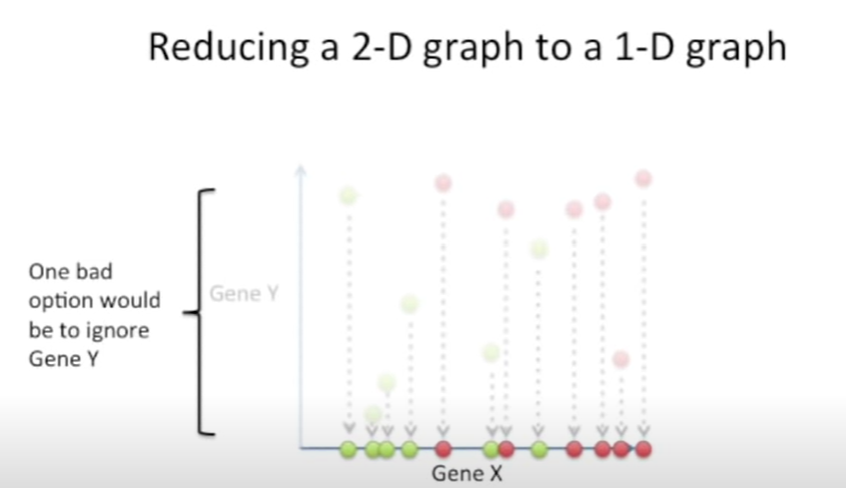 Reducing a 2-D graph to a 1-D graph
One bad
option would
be to ignore
Gene Y
Gene Y
Gene X